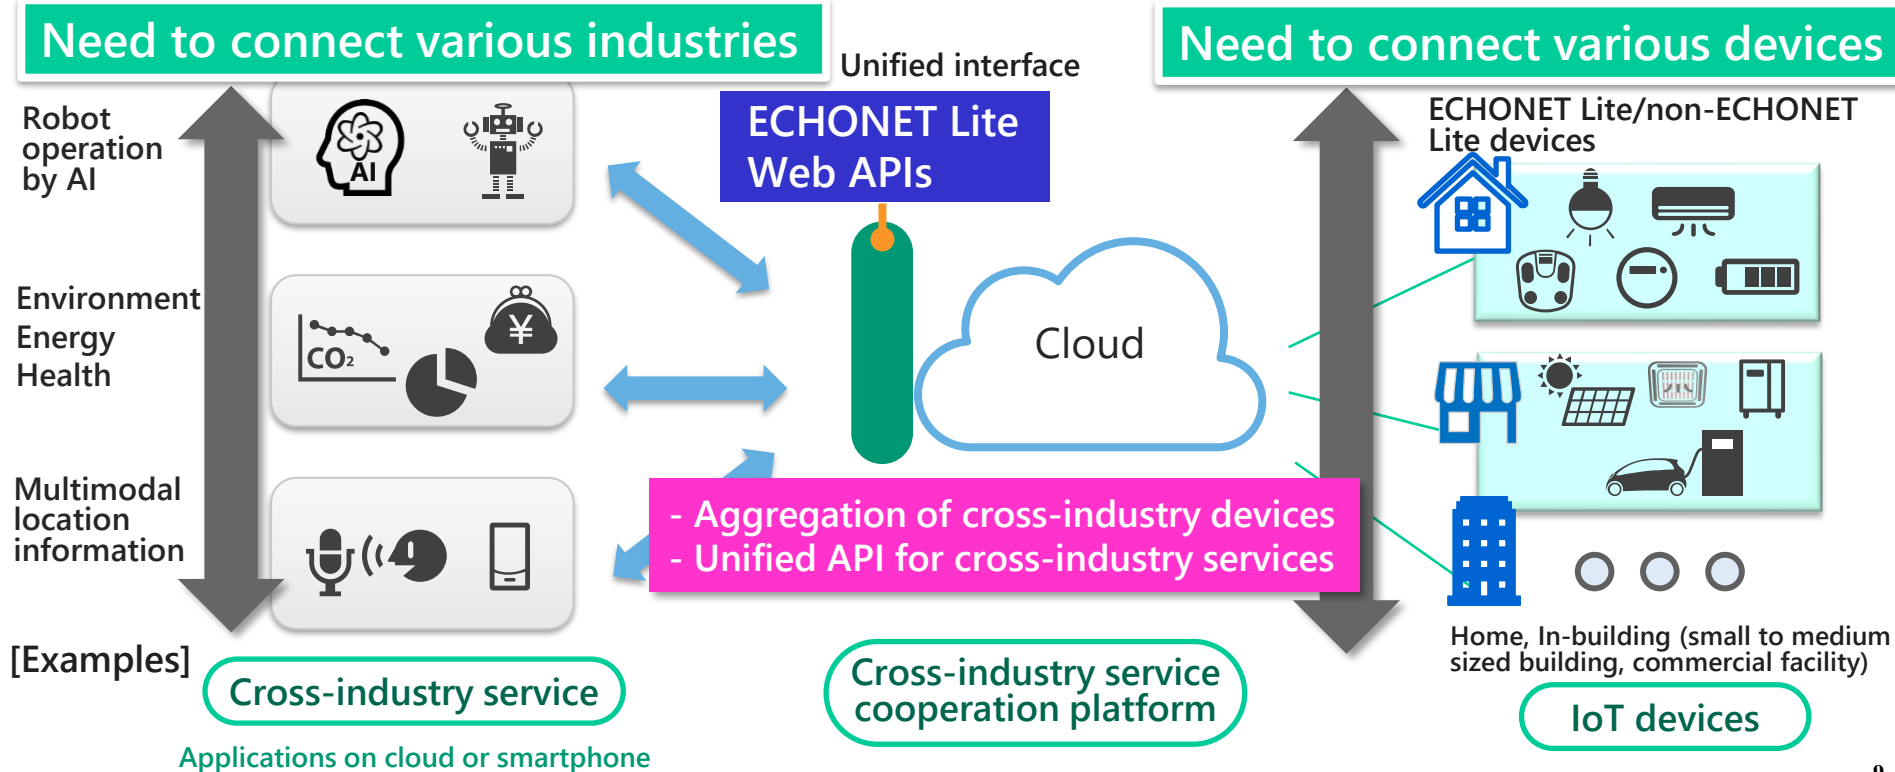 Need to connect various industries
Unified interface
Need to connect various devices
Robot
operation
by AI
AI
ECHONET Lite
Web APIs
ECHONET Lite/non-ECHONET
Lite devices
Environment
Energy
Health
CO₂
¥
Cloud
Multimodal
location
information
- Aggregation of cross-industry devices
- Unified API for cross-industry services
[Examples]
Cross-industry service
Applications on cloud or smartphone
Cross-industry service
cooperation platform
Home, In-building (small to medium
sized building, commercial facility)
IoT devices